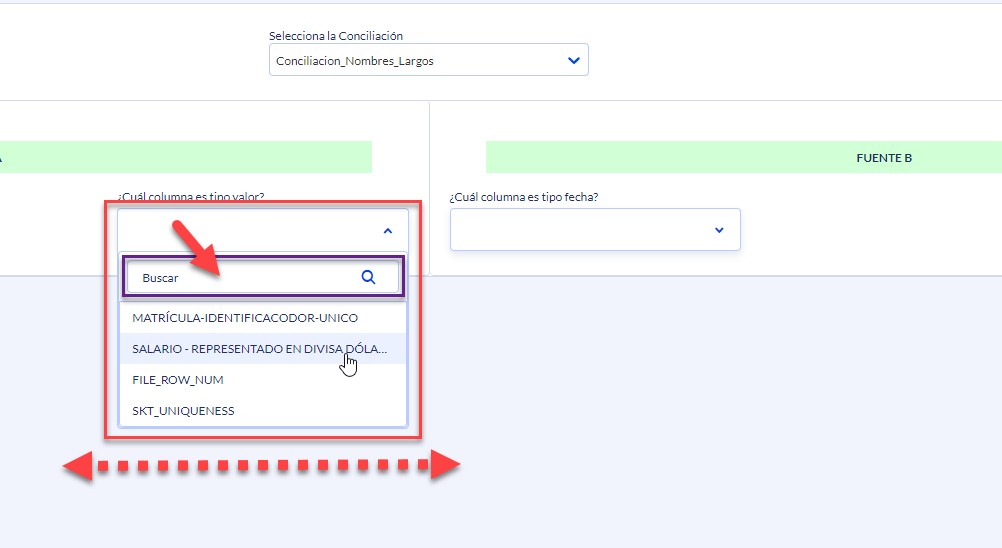 Selecciona la Conciliación
Conciliacion_Nombres_Largos
A
FUENTE B
¿Cuál columna es tipo valor?
¿Cuál columna es tipo fecha?
Buscar
MATRÍCULA-IDENTIFICACODOR-UNICO
SALARIO - REPRESENTADO EN DIVISA DÓLA...
FILE_ROW_NUM
SKT_UNIQUENESS